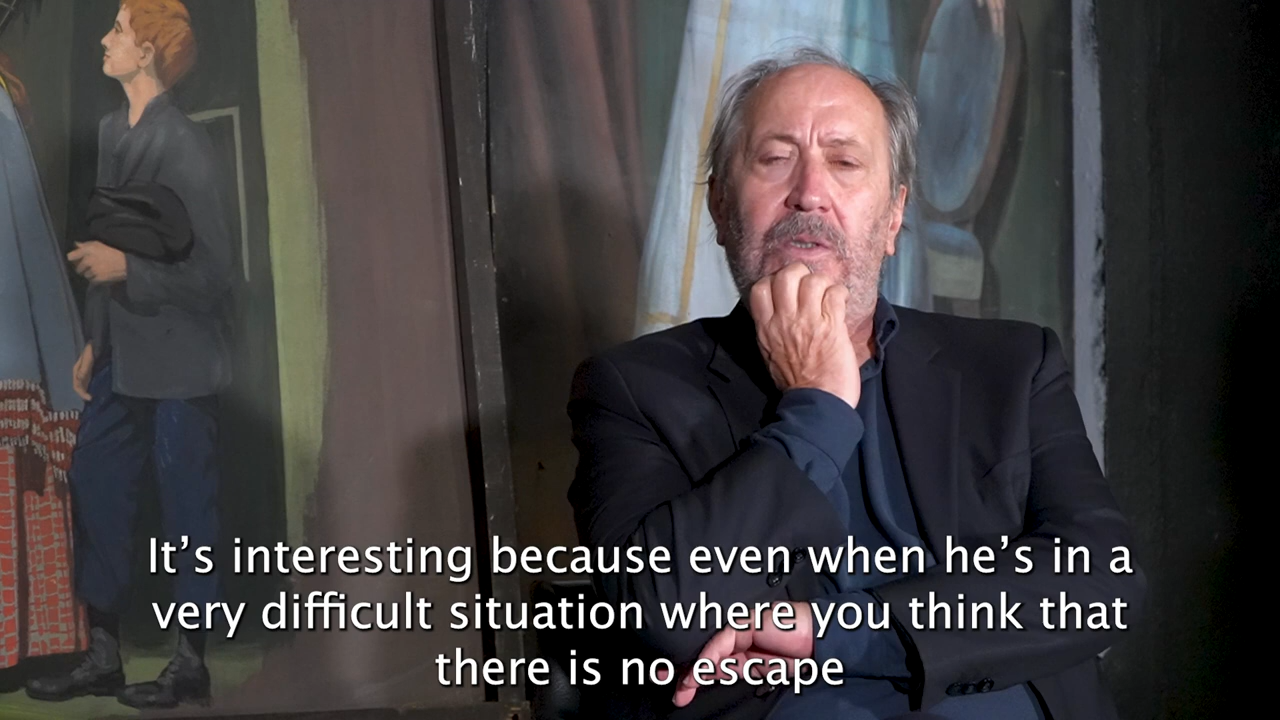 It’s interesting because even when he’s in a
very difficult situation where you think that
there is no escape